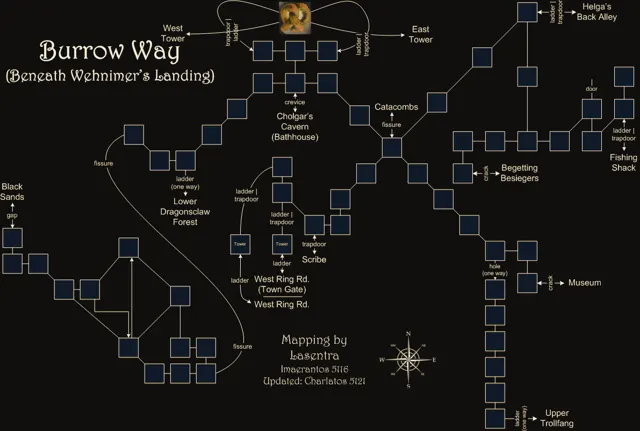 West
Tower
trapdoor |
ladder
ladder |
trapdoor
East
Tower
ladder |
trapdoor
Helga's
Back Alley
Burrow Way
(Beneath Wehnimer's Landing)
crevice
Cholgar's
Cavern
(Bathhouse)
Catacombs
fissure
door
ladder |
trapdoor
Fishing
Shack
fissure
ladder
(one way)
Lower
Dragonsclaw
Forest
crack
Begetting
Besiegers
Black
Sands
gap
ladder |
trapdoor
ladder |
trapdoor
Tower
Tower
trapdoor
Scribe
ladder
ladder
West Ring Rd.
(Town Gate)
West Ring Rd.
hole
(one way)
crack
Museum
fissure
Mapping by
Lasentra
Imaerantos 5116
Updated: Charlatos 5121
N
W
E
S
ladder
(one way)
Upper
Trollfang